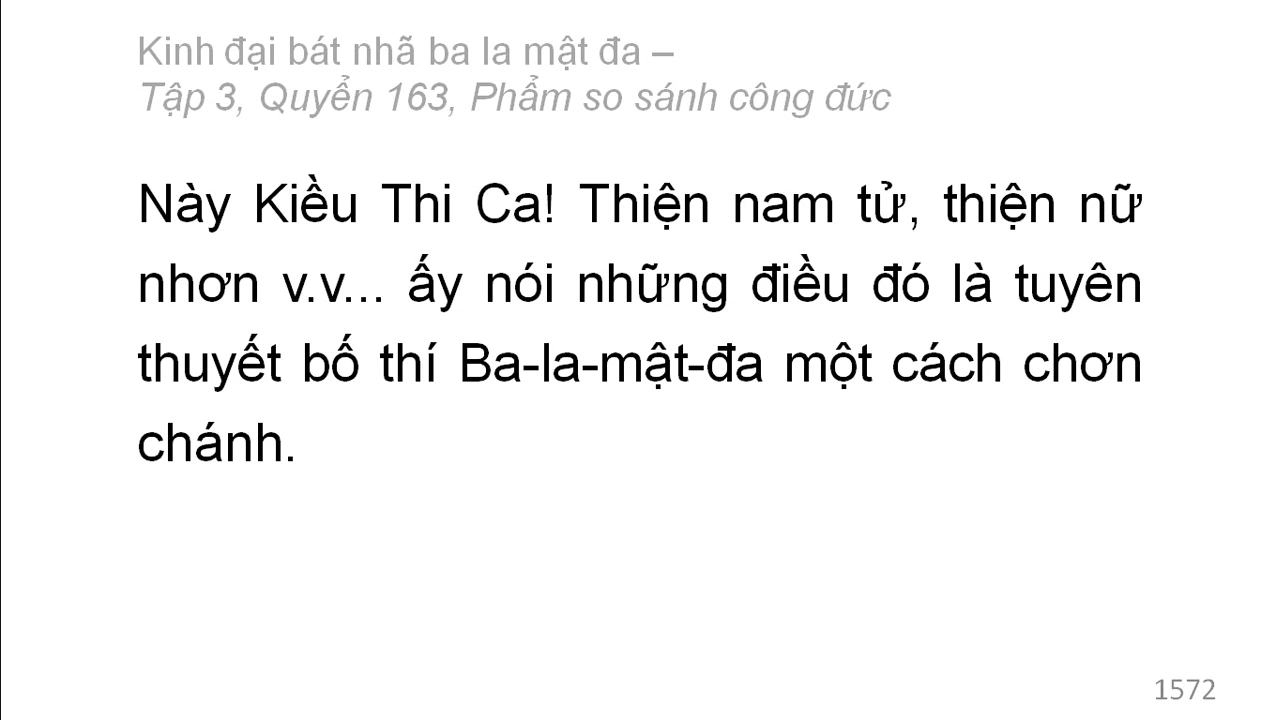 Kinh đại bát nhã ba la mật đa –
Tập 3, Quyển 163, Phẩm so sánh công đức
Này Kiều Thi Ca! Thiện nam tử, thiện nữ
nhơn v.v... ấy nói những điều đó là tuyên
thuyết bố thí Ba-la-mật-đa một cách chơn
chánh.
1572